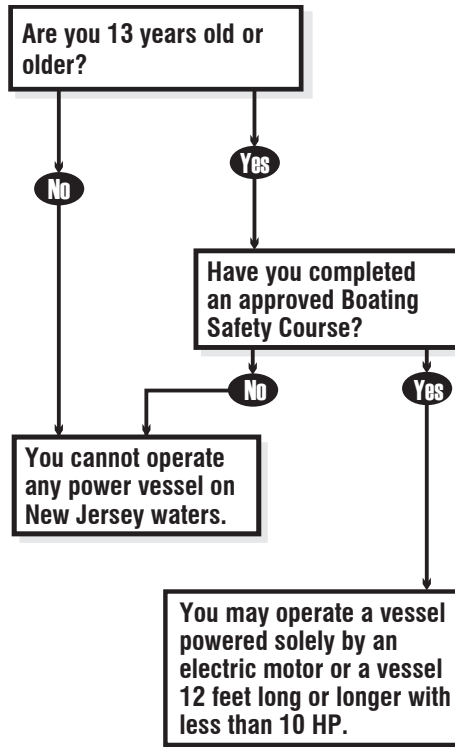 Are you 13 years old or
older?
No
Yes
Have you completed
an approved Boating
Safety Course?
No
Yes
You cannot operate
any power vessel on
New Jersey waters.
You may operate a vessel
powered solely by an
electric motor or a vessel
12 feet long or longer with
less than 10 HP.